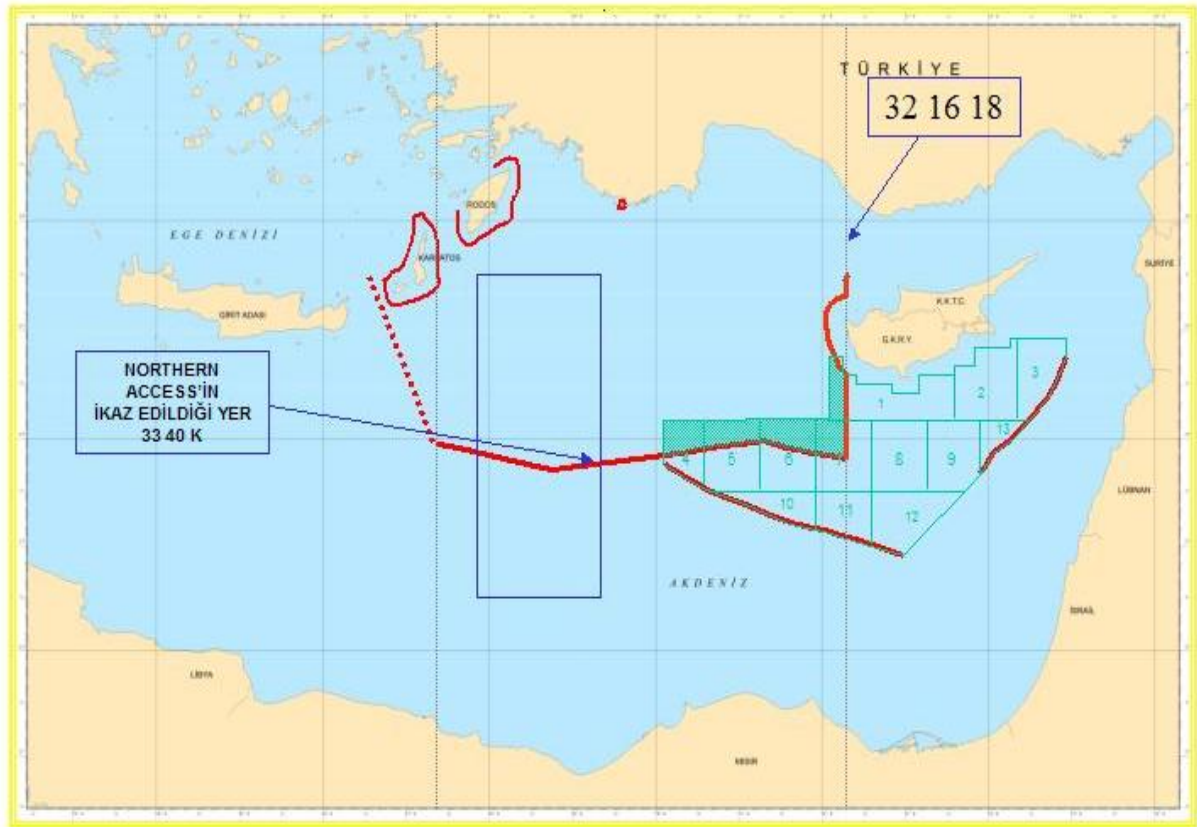 TÜRKİYE
32 16 18
RODOS
EGE DENİZİ
SURİYE
K.K.T.C.
GİRİT ADASI
G.K.R.Y.
3
2
1
NORTHERN
ACCESS'İN
İKAZ EDİLDİĞİ YER
33 40 K
13
4
5
6
7
8
9
LÜBNAN
10
11
12
AKDENİZ
İSRAİL
LİBYA
MISIR